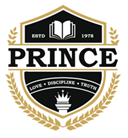 ESTD 1978
PRINCE
LOVE • DISCIPLINE • TRUTH